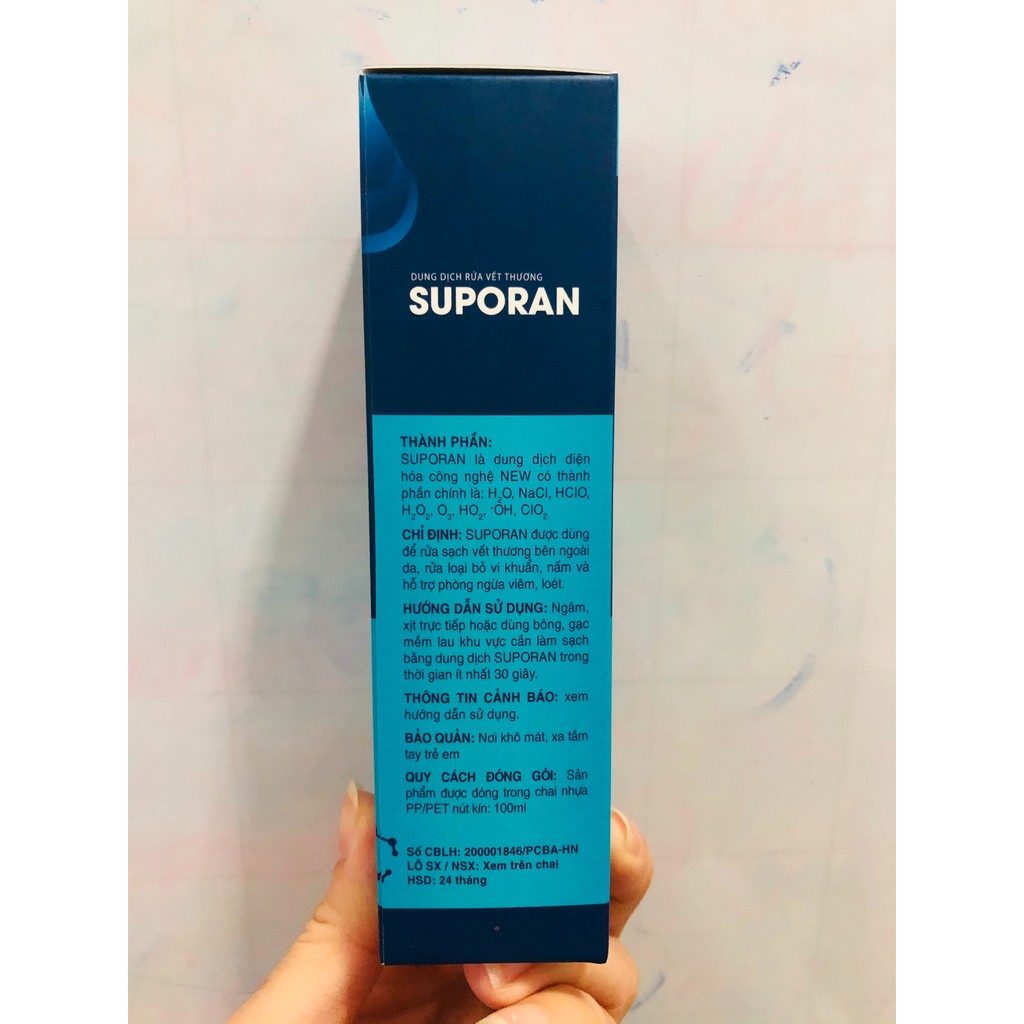 DUNG DỊCH RỬA VẾT THƯƠNG
SUPORAN
THÀNH PHẦN:
SUPORAN là dung dịch điện
hóa công nghệ NEW có thành
phần chính là: H₂O, NaCl, HClO,
H₂O₂, O₃, HO₂, ·OH, ClO₂.
CHỈ ĐỊNH: SUPORAN được dùng
để rửa sạch vết thương bên ngoài
da, rửa loại bỏ vi khuẩn, nấm và
hỗ trợ phòng ngừa viêm, loét.
HƯỚNG DẪN SỬ DỤNG: Ngâm,
xịt trực tiếp hoặc dùng bông, gạc
mềm lau khu vực cần làm sạch
bằng dung dịch SUPORAN trong
thời gian ít nhất 30 giây.
THÔNG TIN CẢNH BÁO: xem
hướng dẫn sử dụng.
BẢO QUẢN: Nơi khô mát, xa tầm
tay trẻ em
QUY CÁCH ĐÓNG GÓI: Sản
phẩm được đóng trong chai nhựa
PP/PET nút kín: 100ml
Số CBLH: 200001846/PCBA-HN
LÔ SX / NSX: Xem trên chai
HSD: 24 tháng